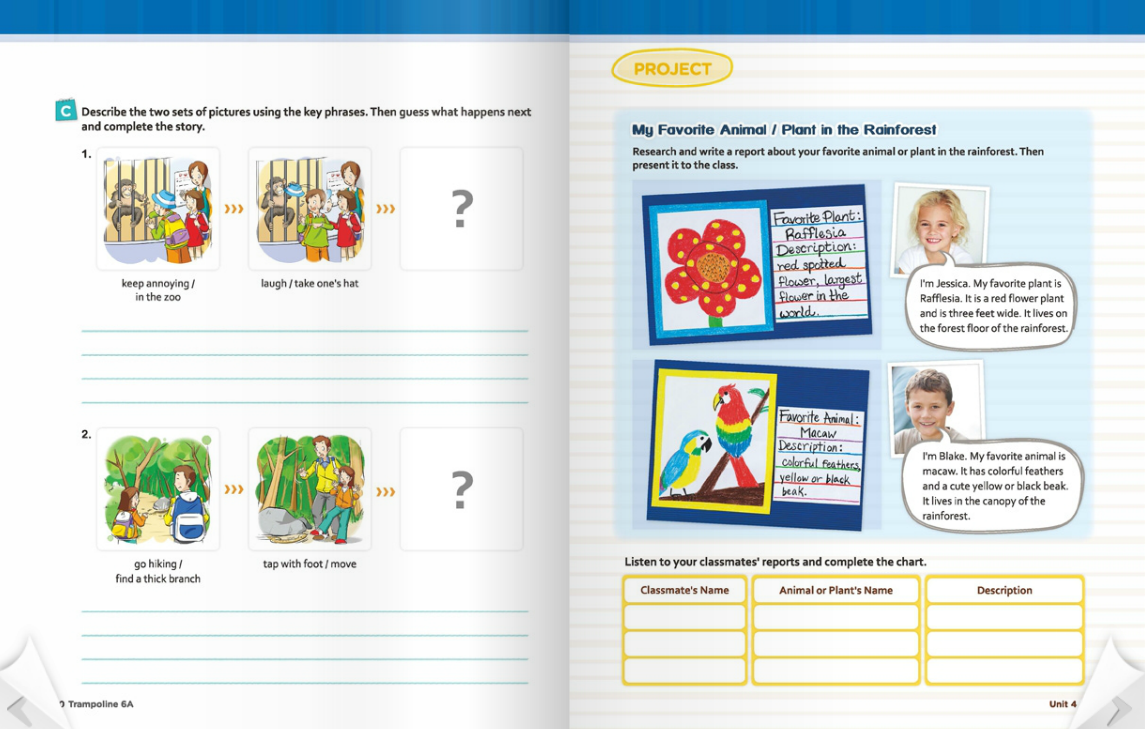 C Describe the two sets of pictures using the key phrases. Then guess what happens next
and complete the story.
1.
?
keep annoying /
in the zoo
laugh / take one's hat
2.
?
go hiking /
find a thick branch
tap with foot / move
0 Trampoline 6A
PROJECT
My Favorite Animal / Plant in the Rainforest
Research and write a report about your favorite animal or plant in the rainforest. Then
present it to the class.
Favorite Plant:
Rafflesia
Description:
red spotted
flower, largest
flower in the
world.
I'm Jessica. My favorite plant is
Rafflesia. It is a red flower plant
and is three feet wide. It lives on
the forest floor of the rainforest.
Favorite Animal:
Macaw
Description:
colorful feathers,
yellow or black
beak.
I'm Blake. My favorite animal is
macaw. It has colorful feathers
and a cute yellow or black beak.
It lives in the canopy of the
rainforest.
Listen to your classmates' reports and complete the chart.
Classmate's Name
Animal or Plant's Name
Description
Unit 4